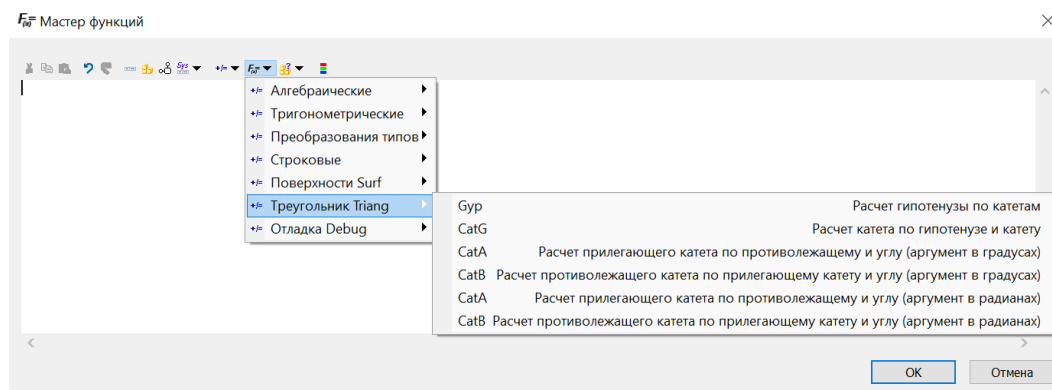 F(x)= Мастер функций
Sys
+/=
F(x)=
+/= Алгебраические
+/= Тригонометрические
+/= Преобразования типов
+/= Строковые
+/= Поверхности Surf
+/= Треугольник Triang
+/= Отладка Debug
Gyp Расчет гипотенузы по катетам
CatG Расчет катета по гипотенузе и катету
CatA Расчет прилегающего катета по противолежащему и углу (аргумент в градусах)
CatB Расчет противолежащего катета по прилегающему катету и углу (аргумент в градусах)
CatA Расчет прилегающего катета по противолежащему и углу (аргумент в радианах)
CatB Расчет противолежащего катета по прилегающему катету и углу (аргумент в радианах)
OK Отмена